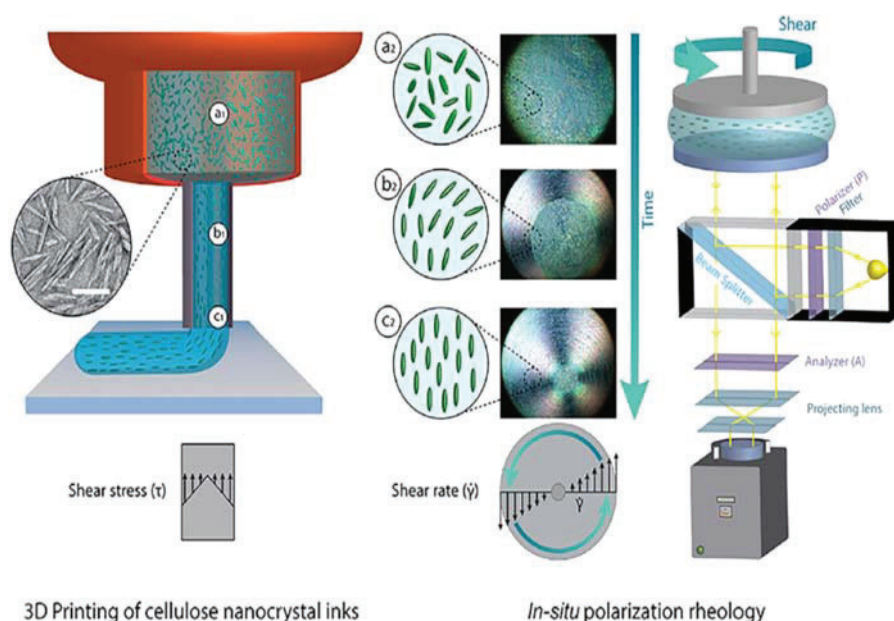 Shear
a₁
b₁
c₁
a₂
b₂
c₂
Time
Polarizer (P)
Filter
Beam Splitter
Analyzer (A)
Projecting lens
Shear stress (τ)
Shear rate (γ̇)
γ̇
3D Printing of cellulose nanocrystal inks
In-situ polarization rheology